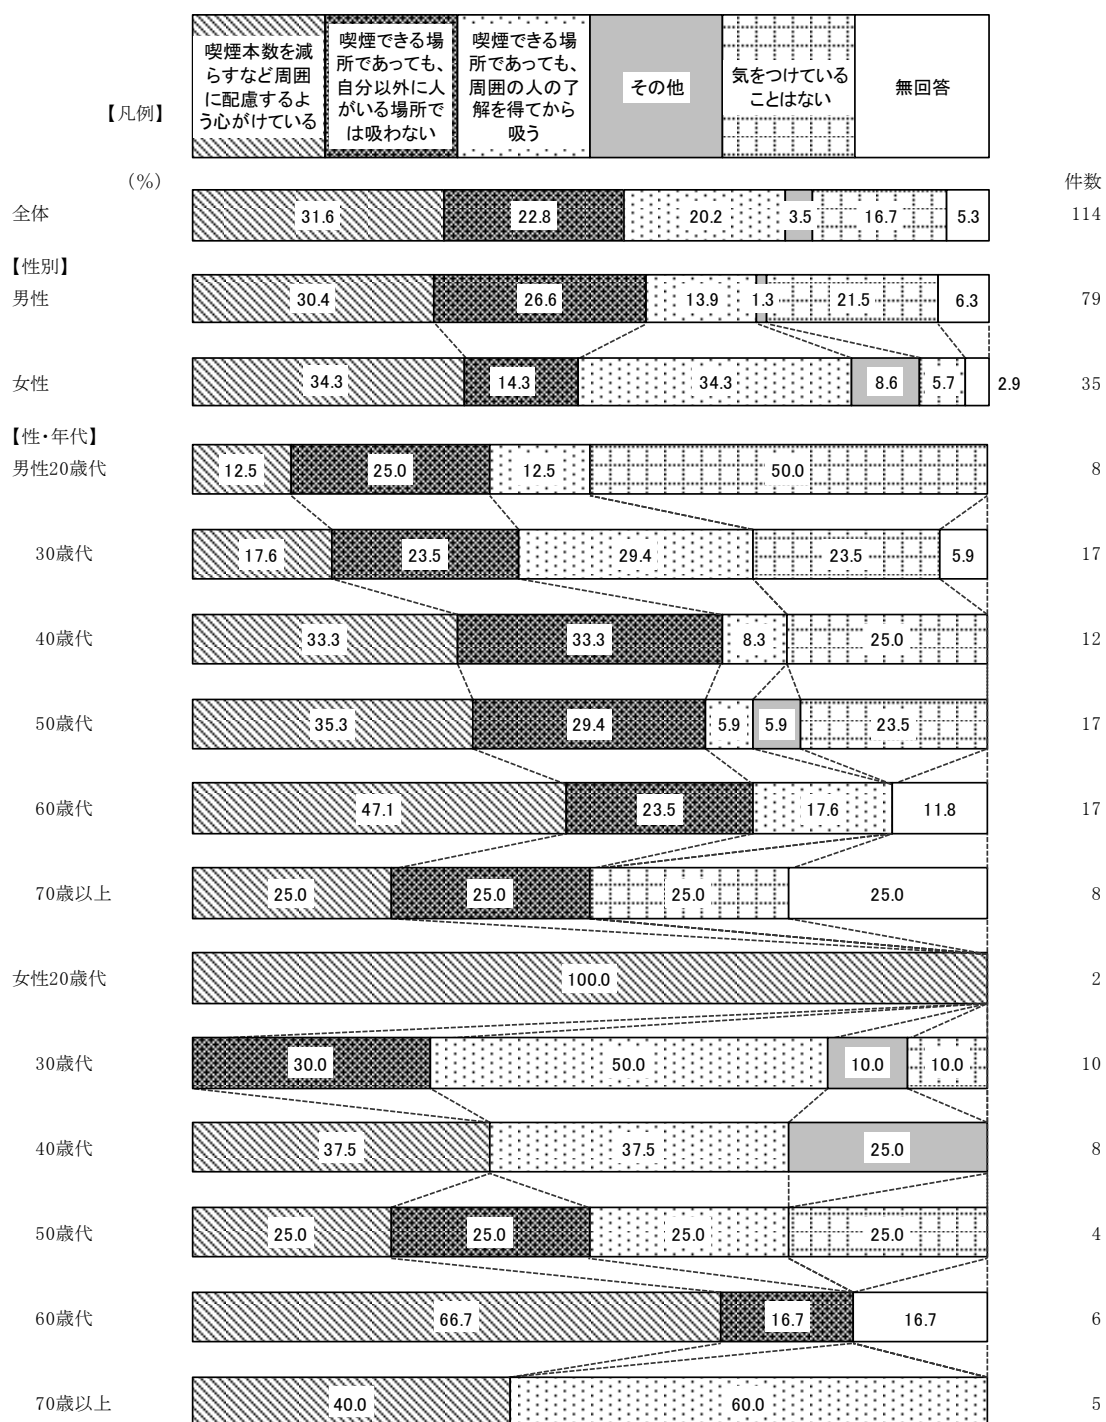 【凡例】
喫煙本数を減
らすなど周囲
に配慮するよ
う心がけている
喫煙できる場
所であっても、
自分以外に人
がいる場所で
は吸わない
喫煙できる場
所であっても、
周囲の人の了
解を得てから
吸う
その他
気をつけている
ことはない
無回答
(%)
件数
全体 31.6 22.8 20.2 3.5 16.7 5.3 114
【性別】
男性 30.4 26.6 13.9 1.3 21.5 6.3 79
女性 34.3 14.3 34.3 8.6 5.7 2.9 35
【性・年代】
男性20歳代 12.5 25.0 12.5 50.0 8
30歳代 17.6 23.5 29.4 23.5 5.9 17
40歳代 33.3 33.3 8.3 25.0 12
50歳代 35.3 29.4 5.9 5.9 23.5 17
60歳代 47.1 23.5 17.6 11.8 17
70歳以上 25.0 25.0 25.0 25.0 8
女性20歳代 100.0 2
30歳代 30.0 50.0 10.0 10.0 10
40歳代 37.5 37.5 25.0 8
50歳代 25.0 25.0 25.0 25.0 4
60歳代 66.7 16.7 16.7 6
70歳以上 40.0 60.0 5